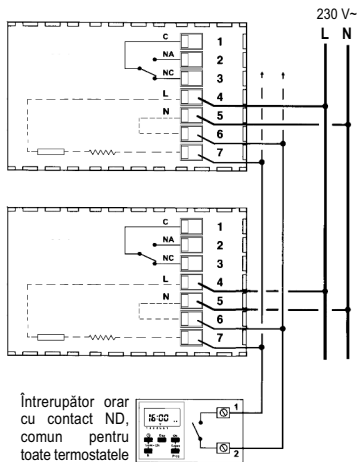 230 V~
L N
C 1
NA 2
NC 3
L 4
N 5
6
7
C 1
NA 2
NC 3
L 4
N 5
6
7
Întrerupător orar
cu contact ND,
comun pentru
toate termostatele
16:00
1
2